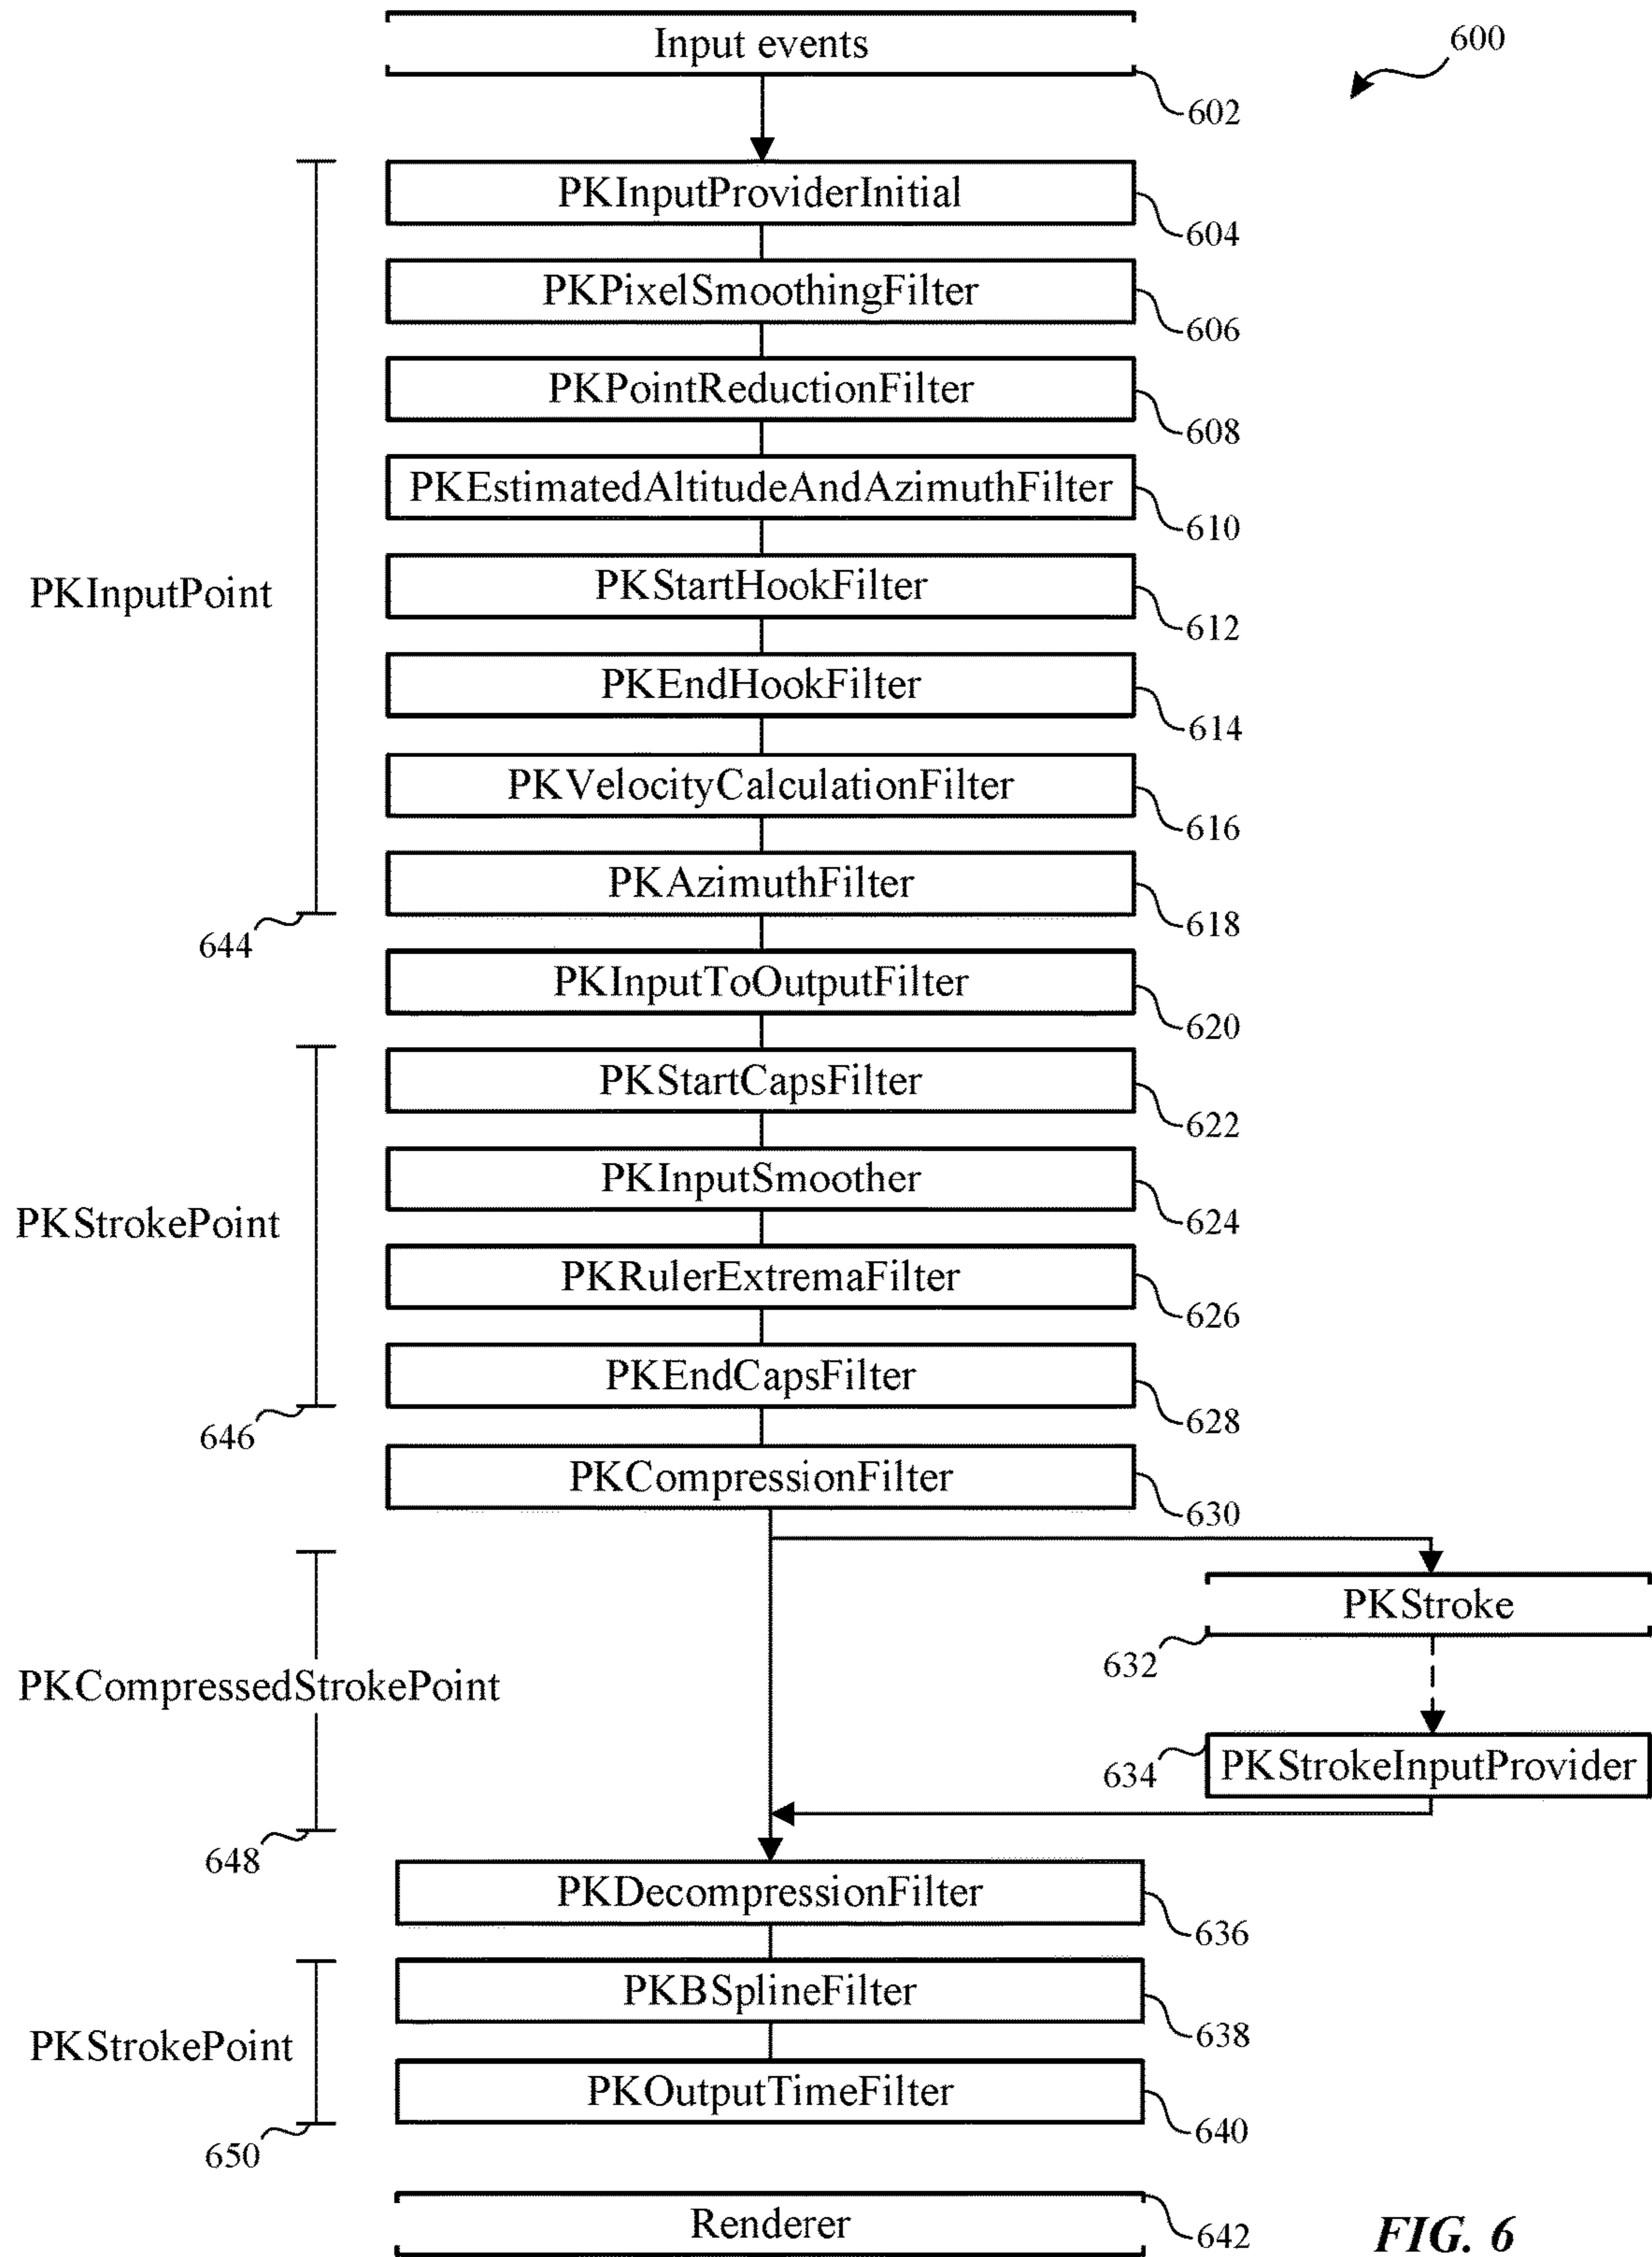 Input events
600
602
PKInputProviderInitial
604
PKPixelSmoothingFilter
606
PKPointReductionFilter
608
PKEstimatedAltitudeAndAzimuthFilter
610
PKInputPoint
PKStartHookFilter
612
PKEndHookFilter
614
PKVelocityCalculationFilter
616
PKAzimuthFilter
618
644
PKInputToOutputFilter
620
PKStartCapsFilter
622
PKInputSmoother
624
PKStrokePoint
PKRulerExtremaFilter
626
PKEndCapsFilter
628
646
PKCompressionFilter
630
PKStroke
632
PKCompressedStrokePoint
PKStrokeInputProvider
634
648
PKDecompressionFilter
636
PKBSplineFilter
638
PKStrokePoint
PKOutputTimeFilter
640
650
Renderer
642
FIG. 6